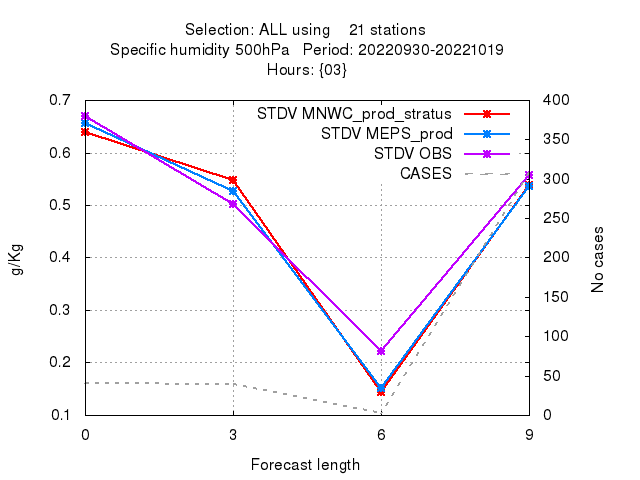 Selection: ALL using    21 stations
Specific humidity 500hPa   Period: 20220930-20221019
Hours: {03}
STDV MNWC_prod_stratus
STDV MEPS_prod
STDV OBS
CASES
g/Kg
0.7
0.6
0.5
0.4
0.3
0.2
0.1
400
350
300
250
200
150
100
50
0
No cases
0 3 6 9
Forecast length